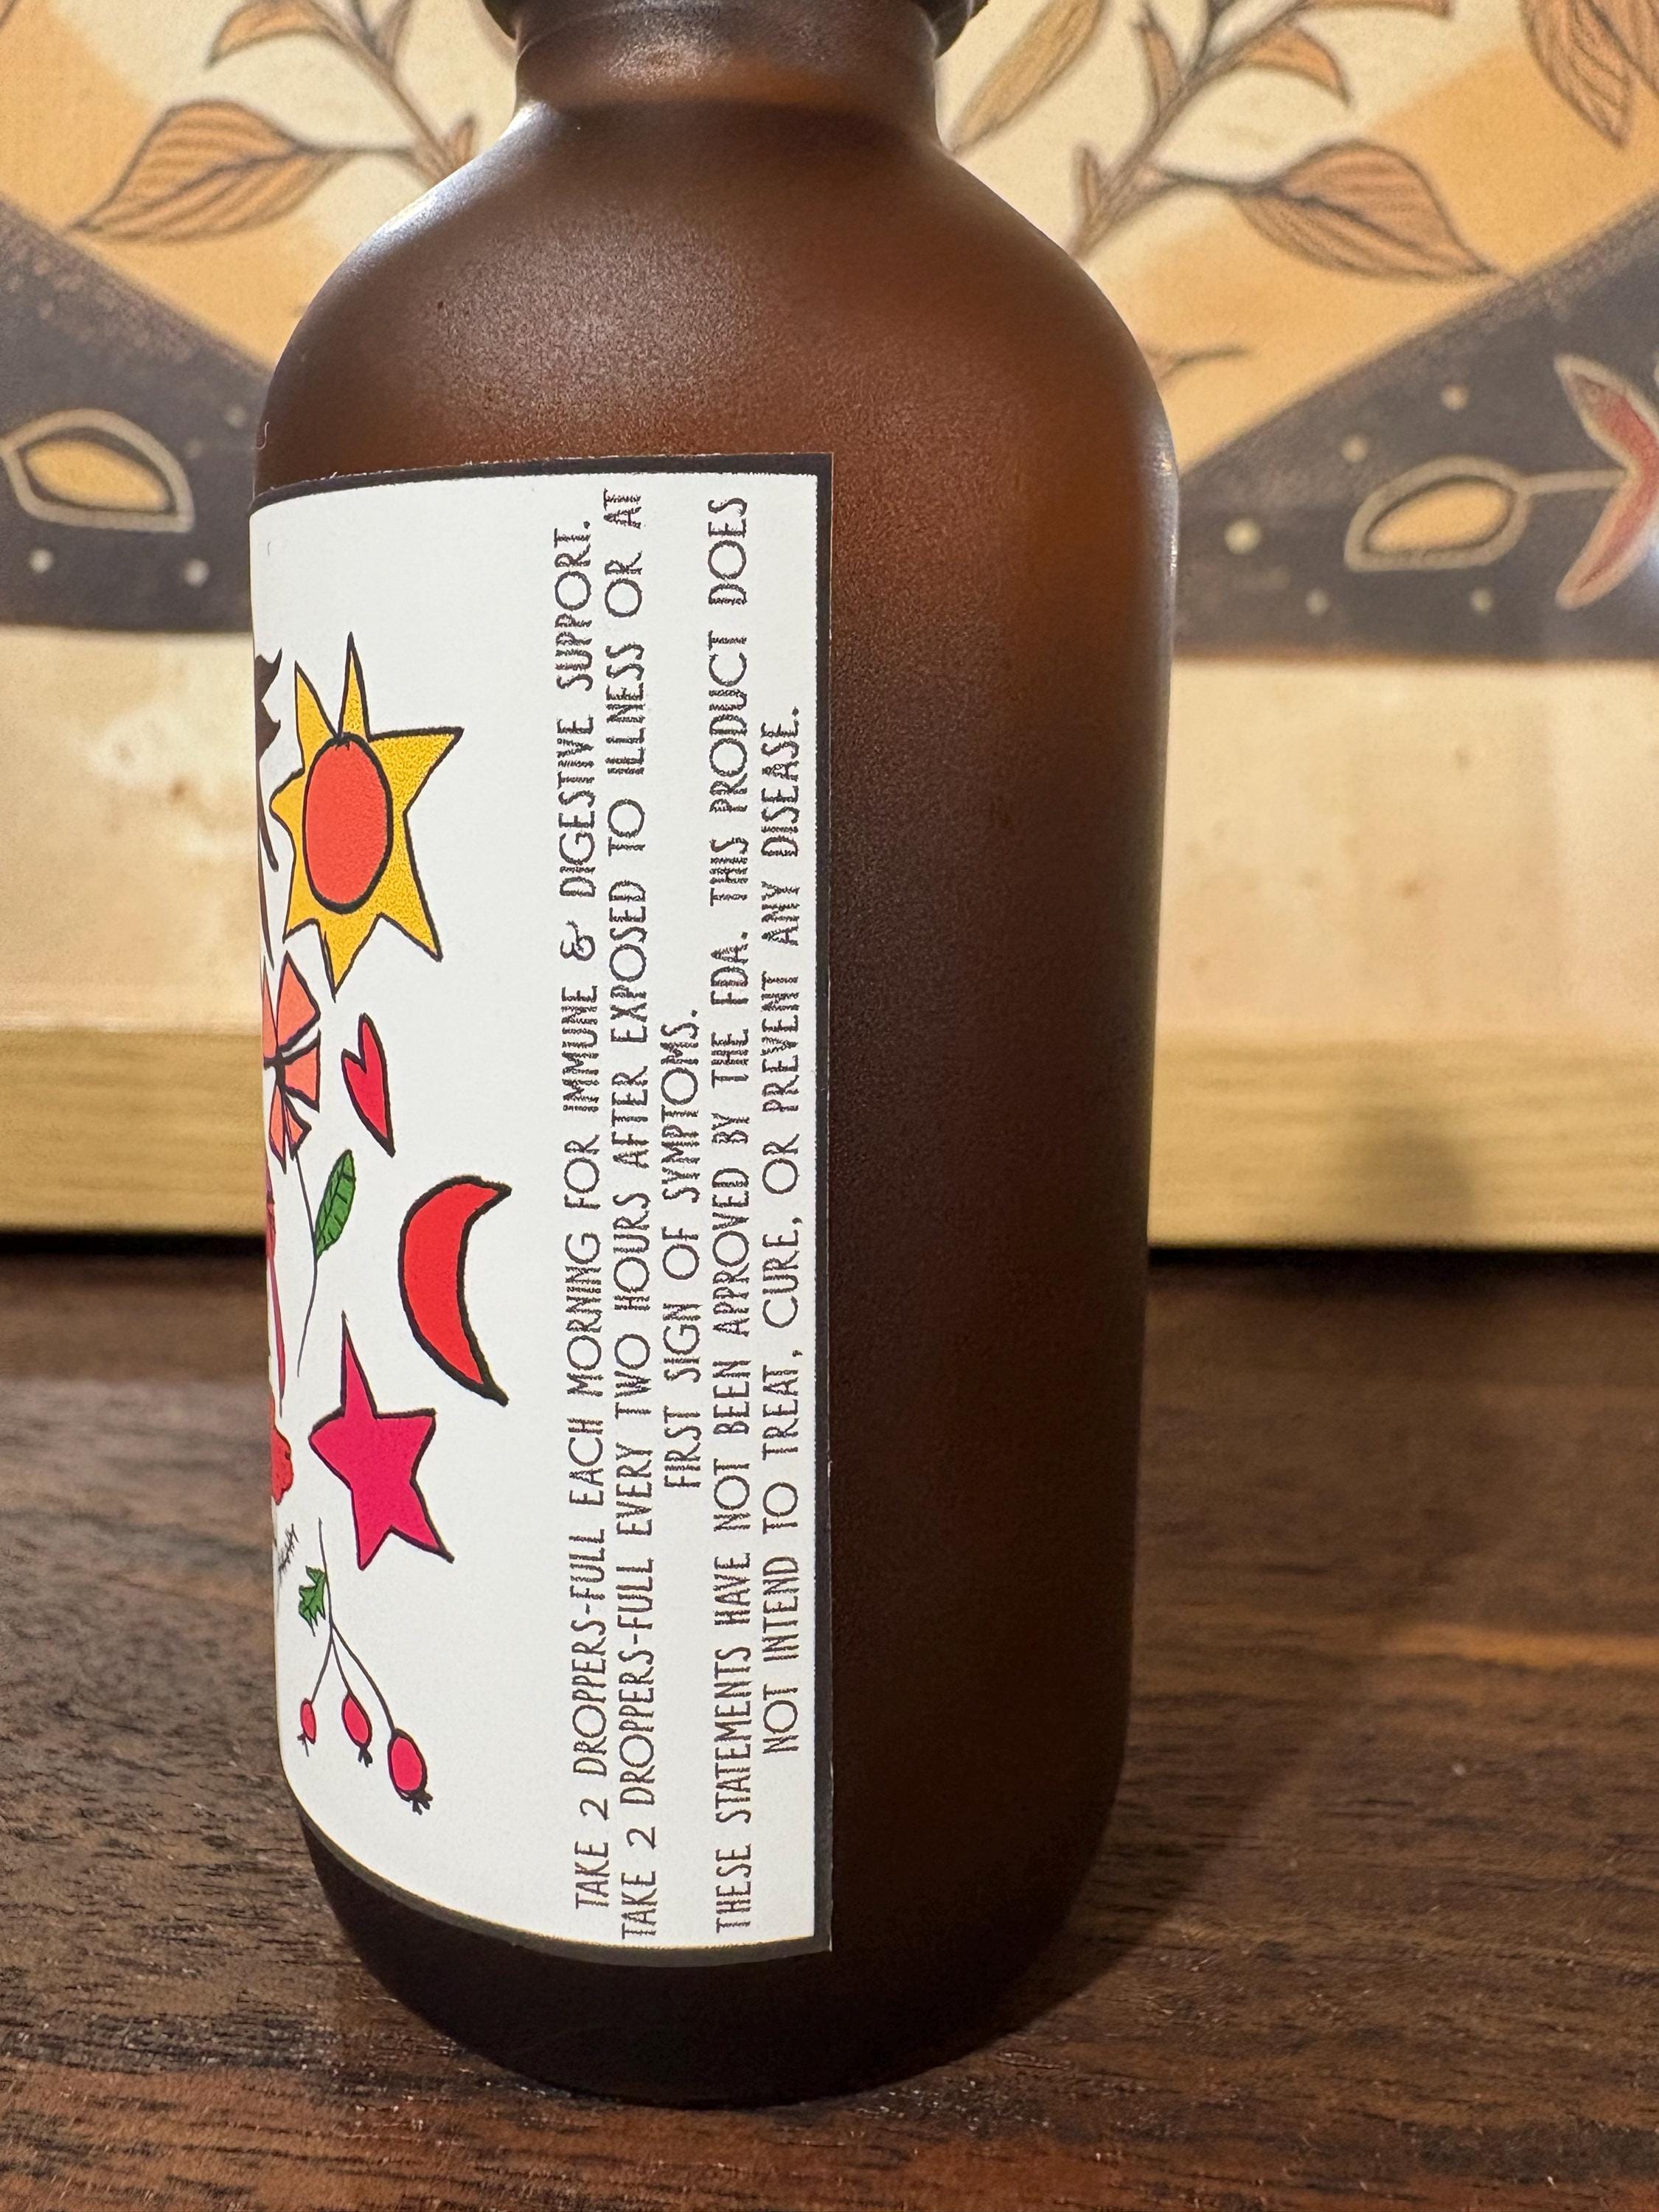 TAKE 2 DROPPERS-FULL EACH MORNING FOR IMMUNE & DIGESTIVE SUPPORT.
TAKE 2 DROPPERS-FULL EVERY TWO HOURS AFTER EXPOSED TO ILLNESS OR AT
FIRST SIGN OF SYMPTOMS.
THESE STATEMENTS HAVE NOT BEEN APPROVED BY THE FDA. THIS PRODUCT DOES
NOT INTEND TO TREAT, CURE, OR PREVENT ANY DISEASE.